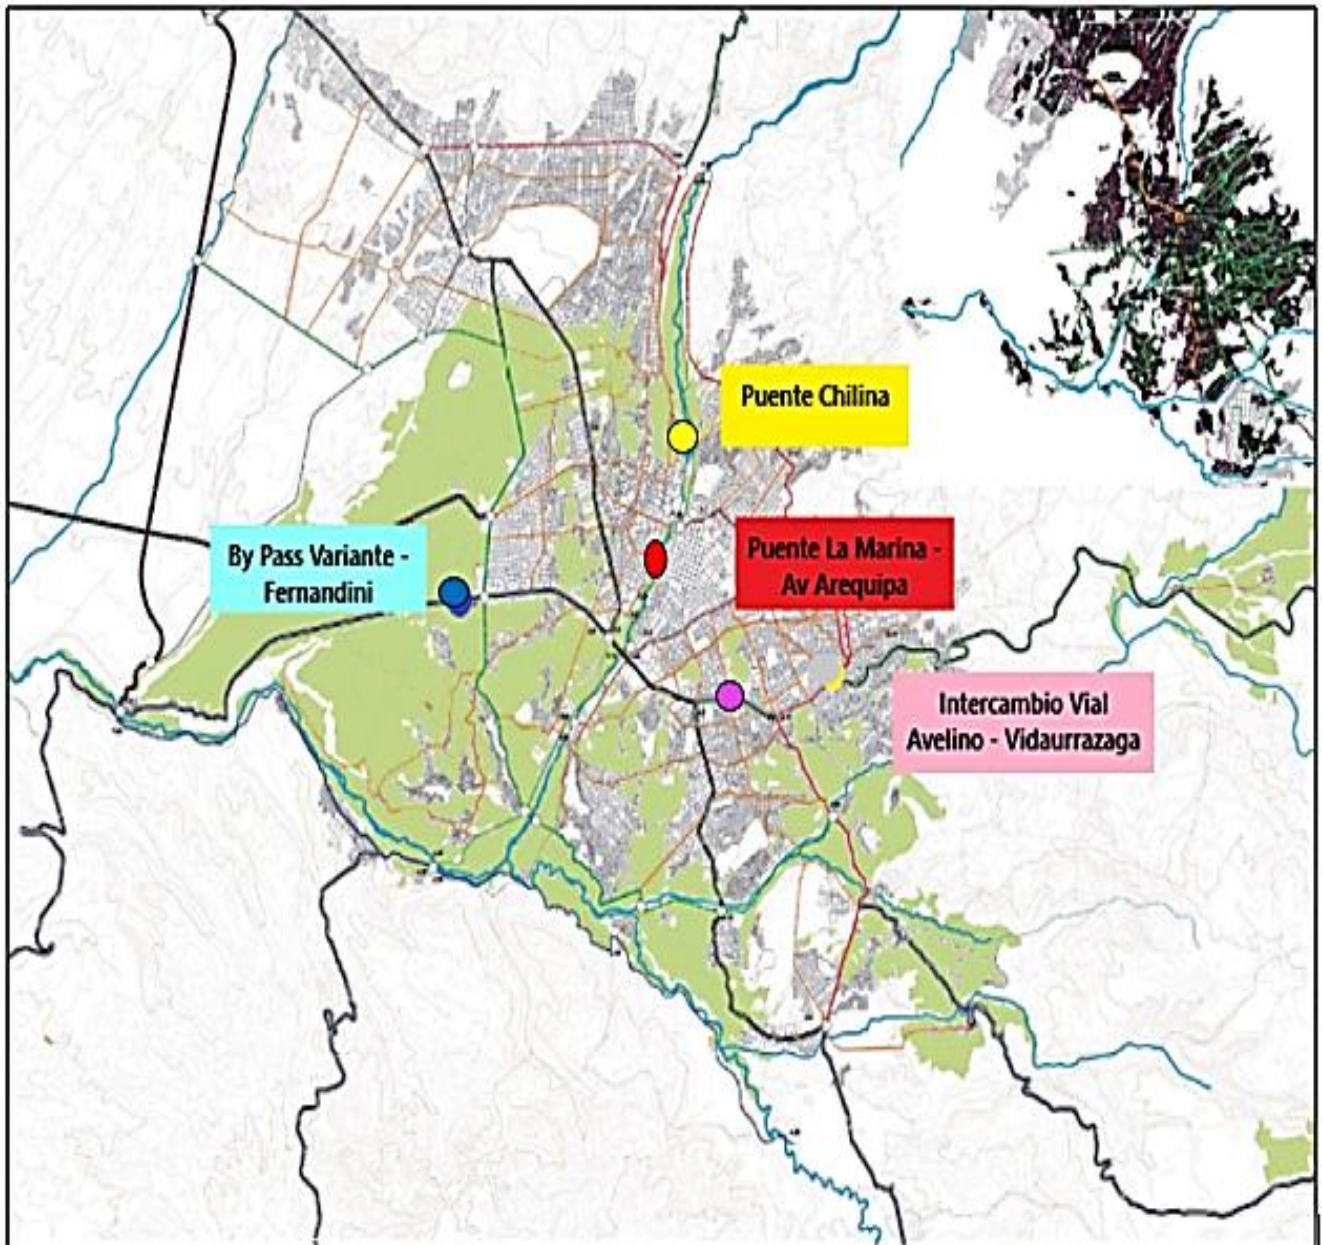 Puente Chilina
By Pass Variante -
Fernandini
Puente La Marina -
Av Arequipa
Intercambio Vial
Avelino - Vidaurrazaga